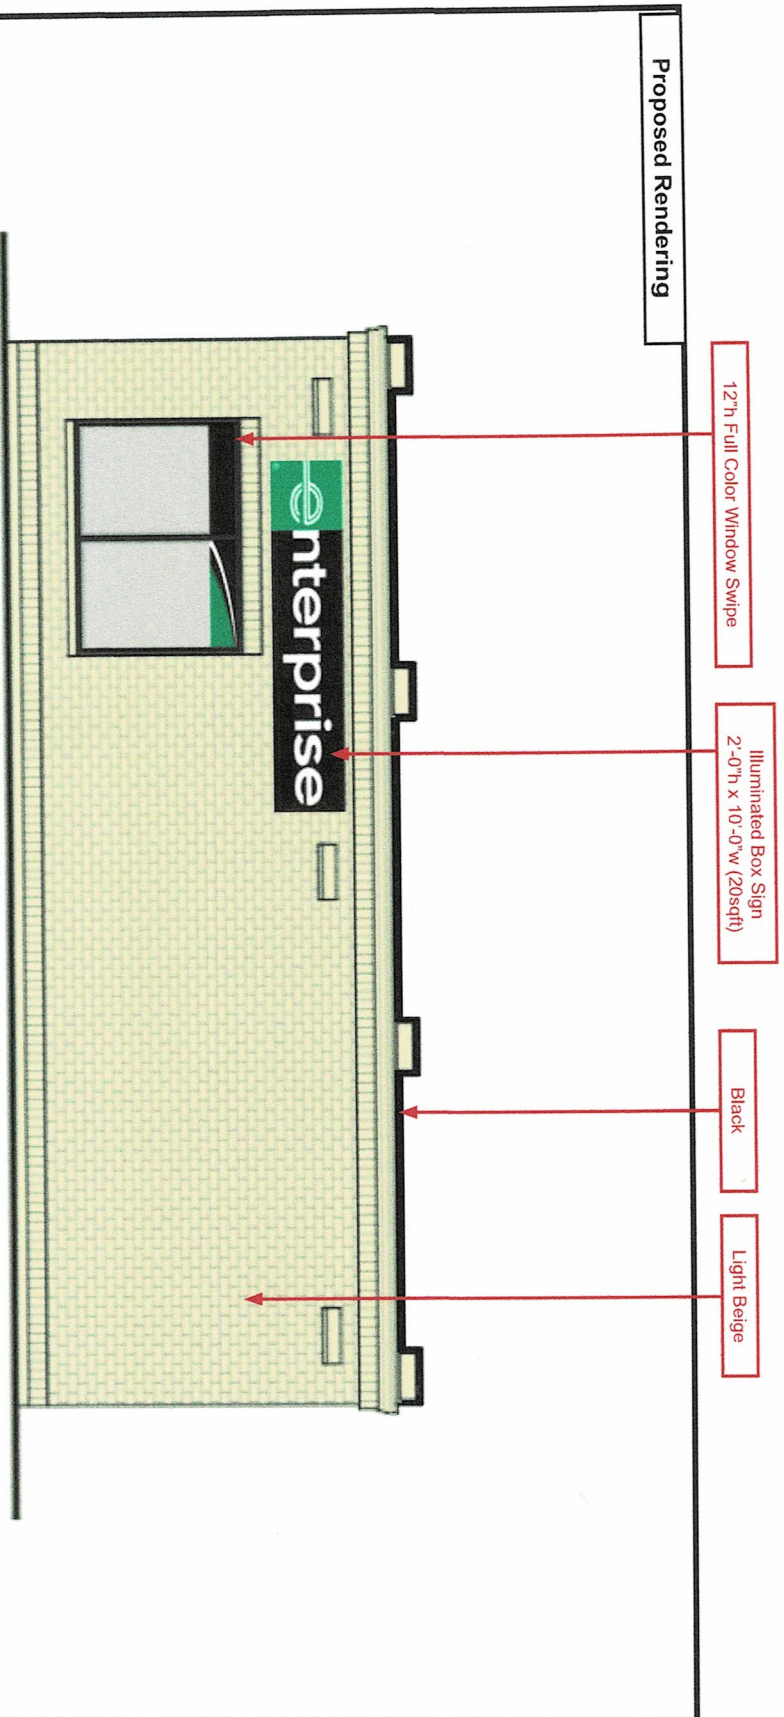 Proposed Rendering
12"h Full Color Window Swipe
Illuminated Box Sign
2'-0"h x 10'-0"w (20sqft)
Black
Light Beige
enterprise